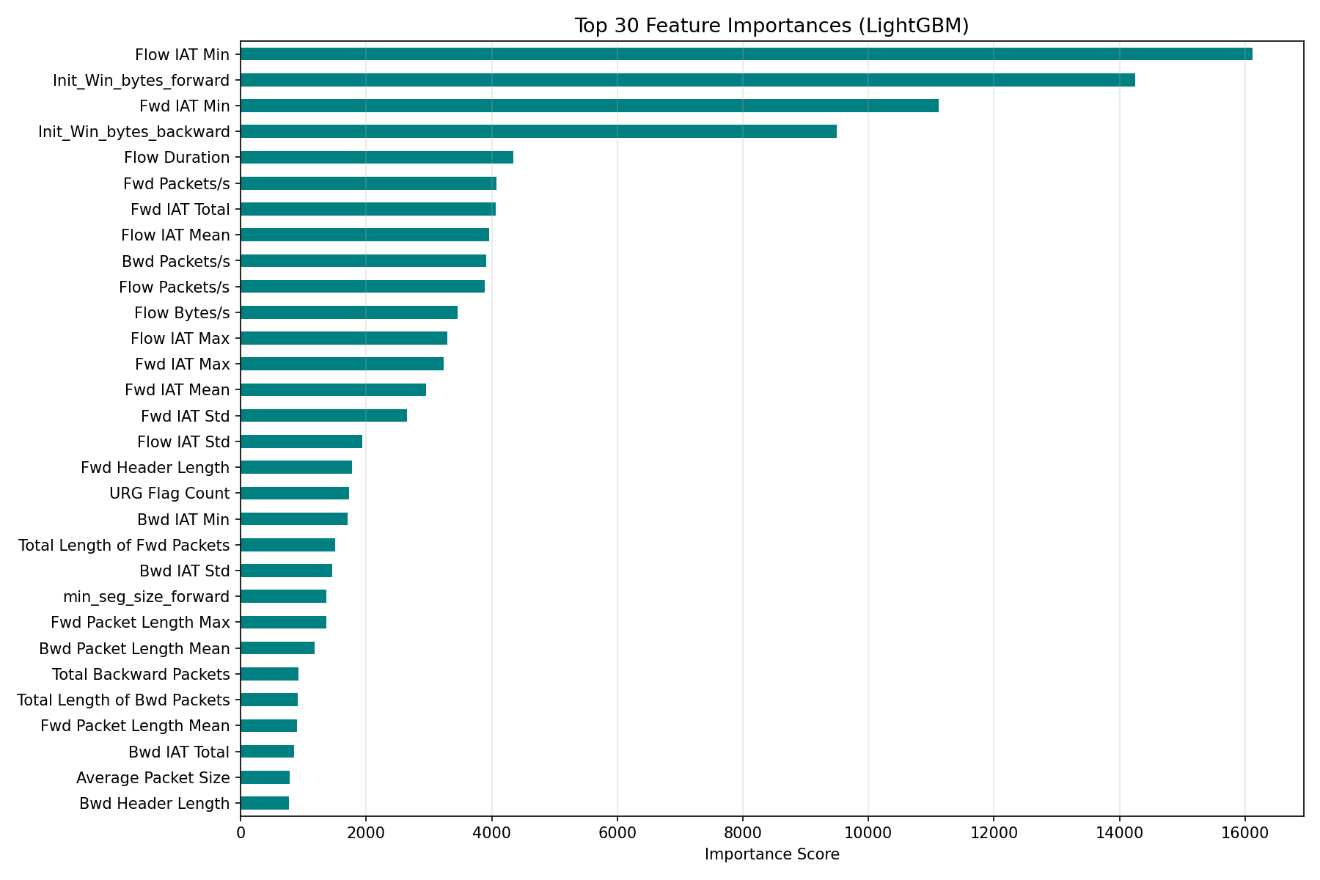 Top 30 Feature Importances (LightGBM)
Flow IAT Min
Init_Win_bytes_forward
Fwd IAT Min
Init_Win_bytes_backward
Flow Duration
Fwd Packets/s
Fwd IAT Total
Flow IAT Mean
Bwd Packets/s
Flow Packets/s
Flow Bytes/s
Flow IAT Max
Fwd IAT Max
Fwd IAT Mean
Fwd IAT Std
Flow IAT Std
Fwd Header Length
URG Flag Count
Bwd IAT Min
Total Length of Fwd Packets
Bwd IAT Std
min_seg_size_forward
Fwd Packet Length Max
Bwd Packet Length Mean
Total Backward Packets
Total Length of Bwd Packets
Fwd Packet Length Mean
Bwd IAT Total
Average Packet Size
Bwd Header Length
0 2000 4000 6000 8000 10000 12000 14000 16000
Importance Score